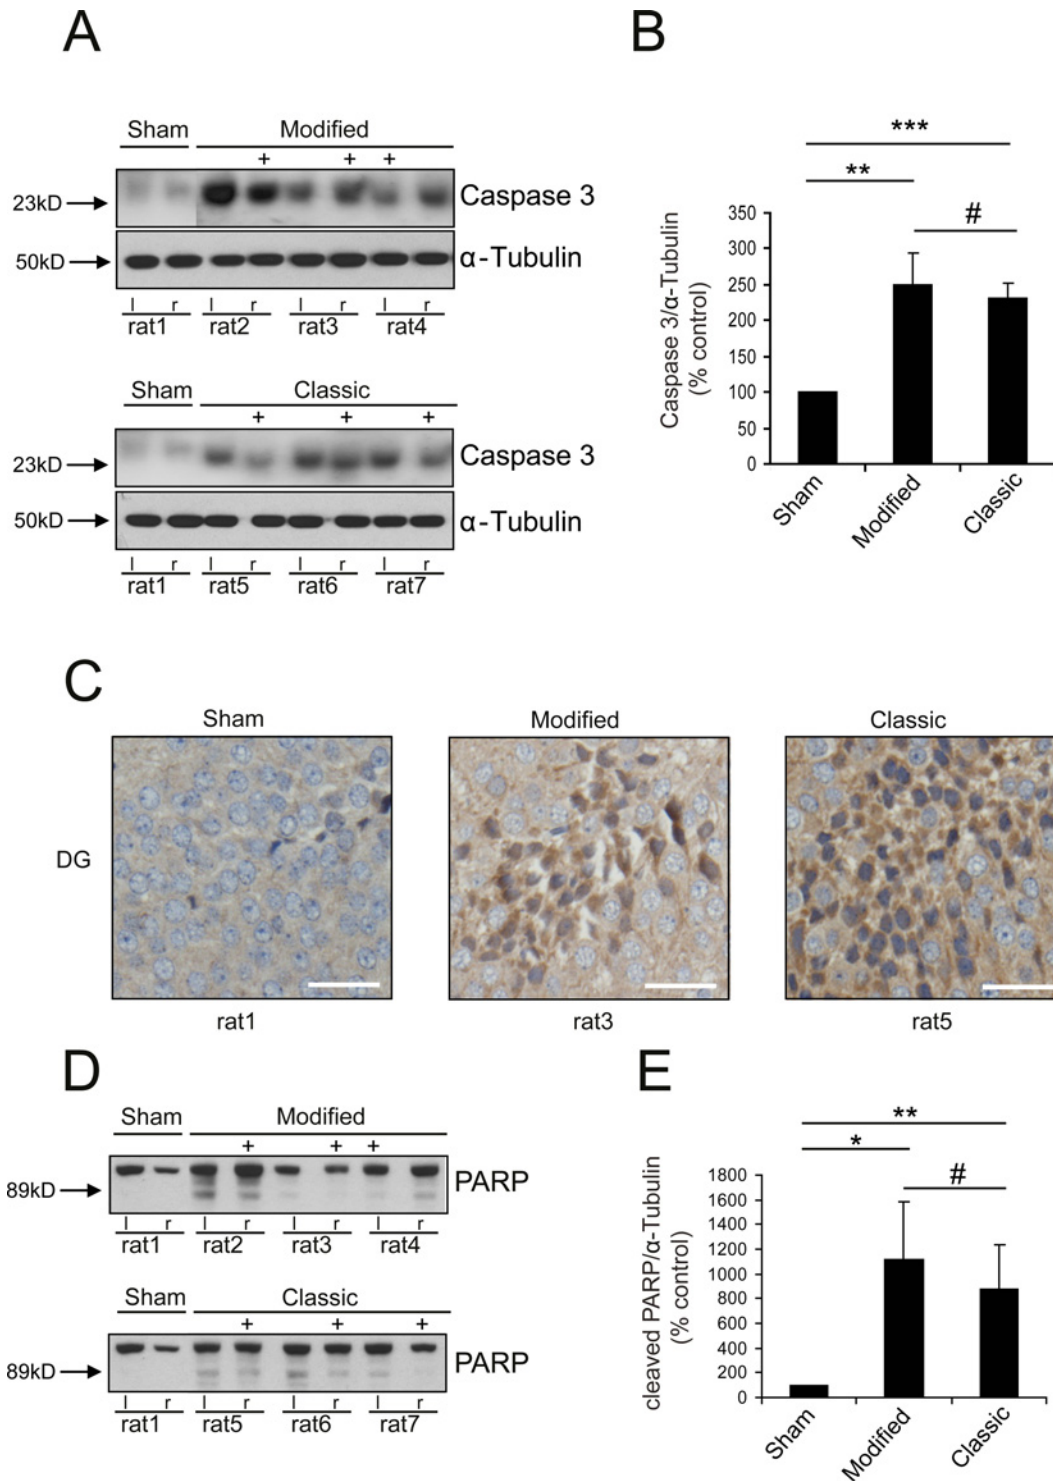 A
Sham Modified
+ + +
23kD Caspase 3
50kD α-Tubulin
l r l r l r l r
rat1 rat2 rat3 rat4
Sham Classic
+ + +
23kD Caspase 3
50kD α-Tubulin
l r l r l r l r
rat1 rat5 rat6 rat7
B
***
**
#
Caspase 3/α-Tubulin
(% control)
350
300
250
200
150
100
50
0
Sham Modified Classic
C
Sham Modified Classic
DG
rat1 rat3 rat5
D
Sham Modified
+ + +
89kD PARP
l r l r l r l r
rat1 rat2 rat3 rat4
Sham Classic
+ + +
89kD PARP
l r l r l r l r
rat1 rat5 rat6 rat7
E
**
*
#
cleaved PARP/α-Tubulin
(% control)
1800
1600
1400
1200
1000
800
600
400
200
0
Sham Modified Classic